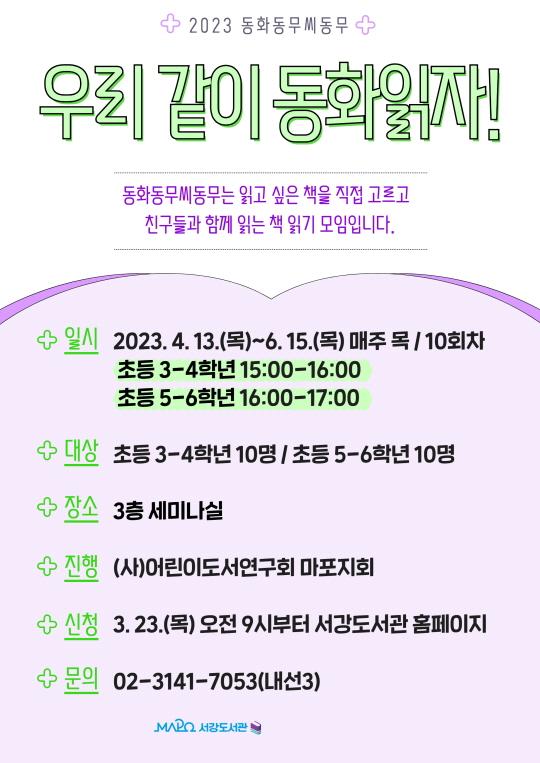 2023 동화동무씨동무
우리 같이 동화읽자!
동화동무씨동무는 읽고 싶은 책을 직접 고르고
친구들과 함께 읽는 책 읽기 모임입니다.
일시 2023. 4. 13.(목)~6. 15.(목) 매주 목 / 10회차
초등 3-4학년 15:00-16:00
초등 5-6학년 16:00-17:00
대상 초등 3-4학년 10명 / 초등 5-6학년 10명
장소 3층 세미나실
진행 (사)어린이도서연구회 마포지회
신청 3. 23.(목) 오전 9시부터 서강도서관 홈페이지
문의 02-3141-7053(내선3)
MAPO 서강도서관